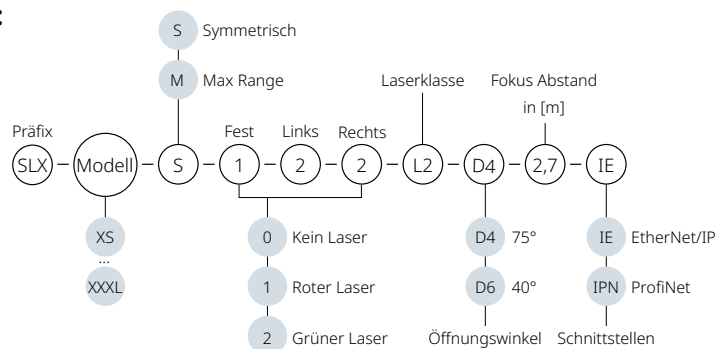 :
S Symmetrisch
M Max Range
Laserklasse
Fokus Abstand
in [m]
Präfix
Fest
Links
Rechts
SLX – Modell – S – 1 – 2 – 2 – L2 – D4 – 2,7 – IE
XS
...
XXXL
0 Kein Laser
1 Roter Laser
2 Grüner Laser
D4 75°
D6 40°
Öffnungswinkel
IE EtherNet/IP
IPN ProfiNet
Schnittstellen